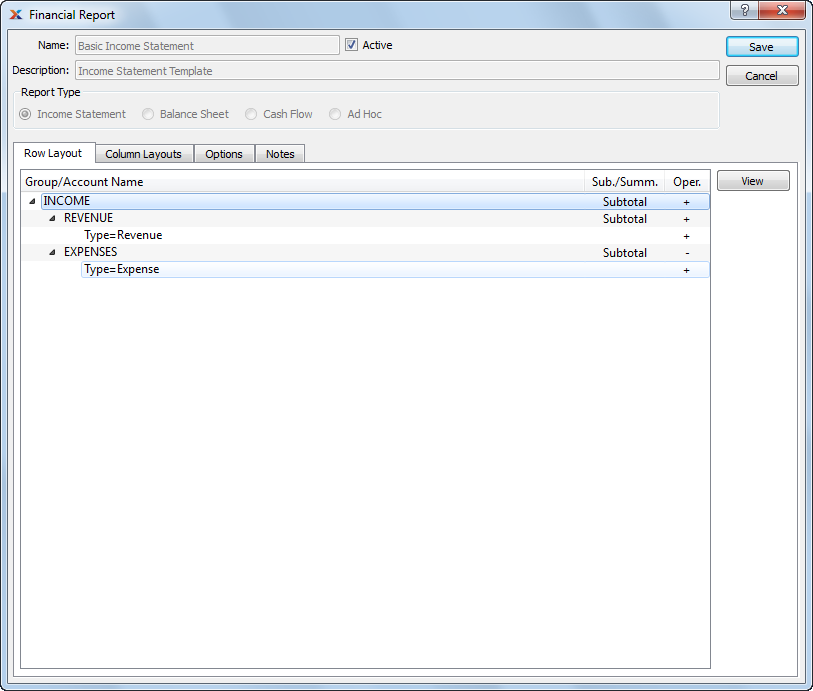 Financial Report
?
Name: Basic Income Statement Active
Save
Description: Income Statement Template
Cancel
Report Type
Income Statement Balance Sheet Cash Flow Ad Hoc
Row Layout Column Layouts Options Notes
Group/Account Name Sub./Summ. Oper.
View
INCOME Subtotal +
REVENUE Subtotal +
Type=Revenue +
EXPENSES Subtotal -
Type=Expense +